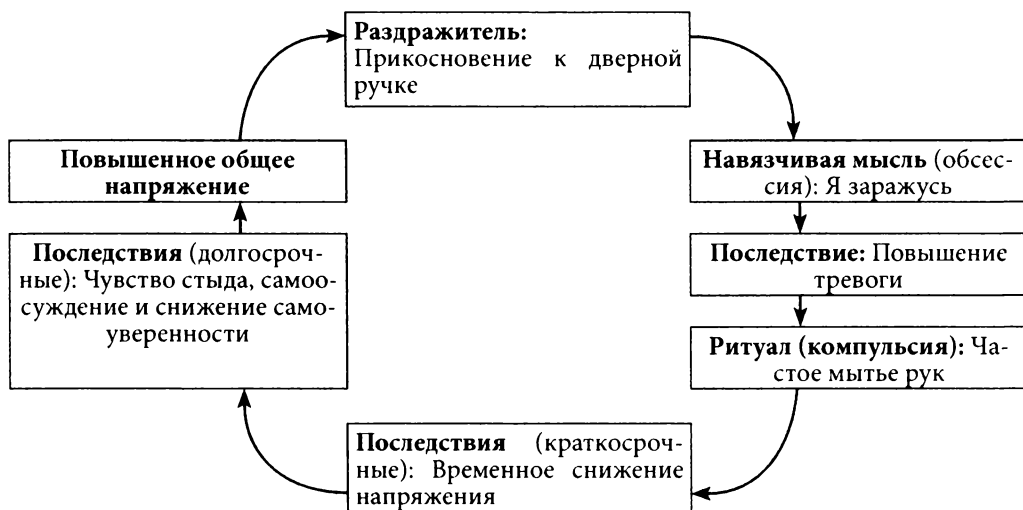 Раздражитель:
Прикосновение к дверной
ручке
Навязчивая мысль (обсес-
сия): Я заражусь
Последствие: Повышение
тревоги
Ритуал (компульсия): Ча-
стое мытье рук
Последствия (краткосроч-
ные): Временное снижение
напряжения
Последствия (долгосроч-
ные): Чувство стыда, самоо-
суждение и снижение само-
уверенности
Повышенное общее
напряжение